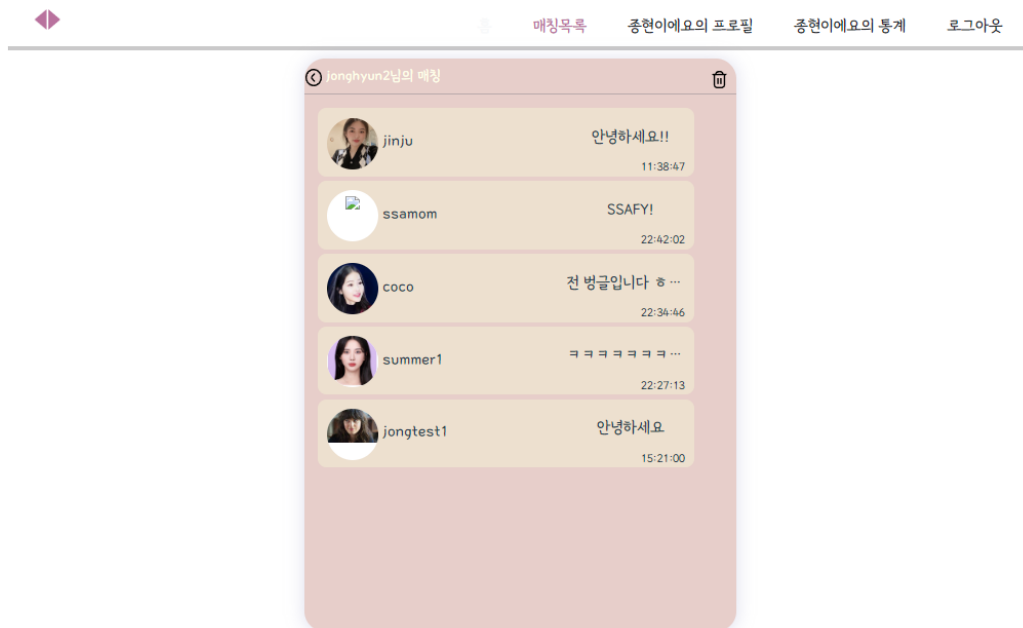 매칭목록 종현이에요의 프로필 종현이에요의 통계 로그아웃
jonghyun2님의 매칭
jinju 안녕하세요!!
11:38:47
ssamom SSAFY!
22:42:02
coco 전 벙글입니다 ㅎ…
22:34:46
summer1 ㅋㅋㅋㅋㅋㅋㅋ…
22:27:13
jongtest1 안녕하세요
15:21:00